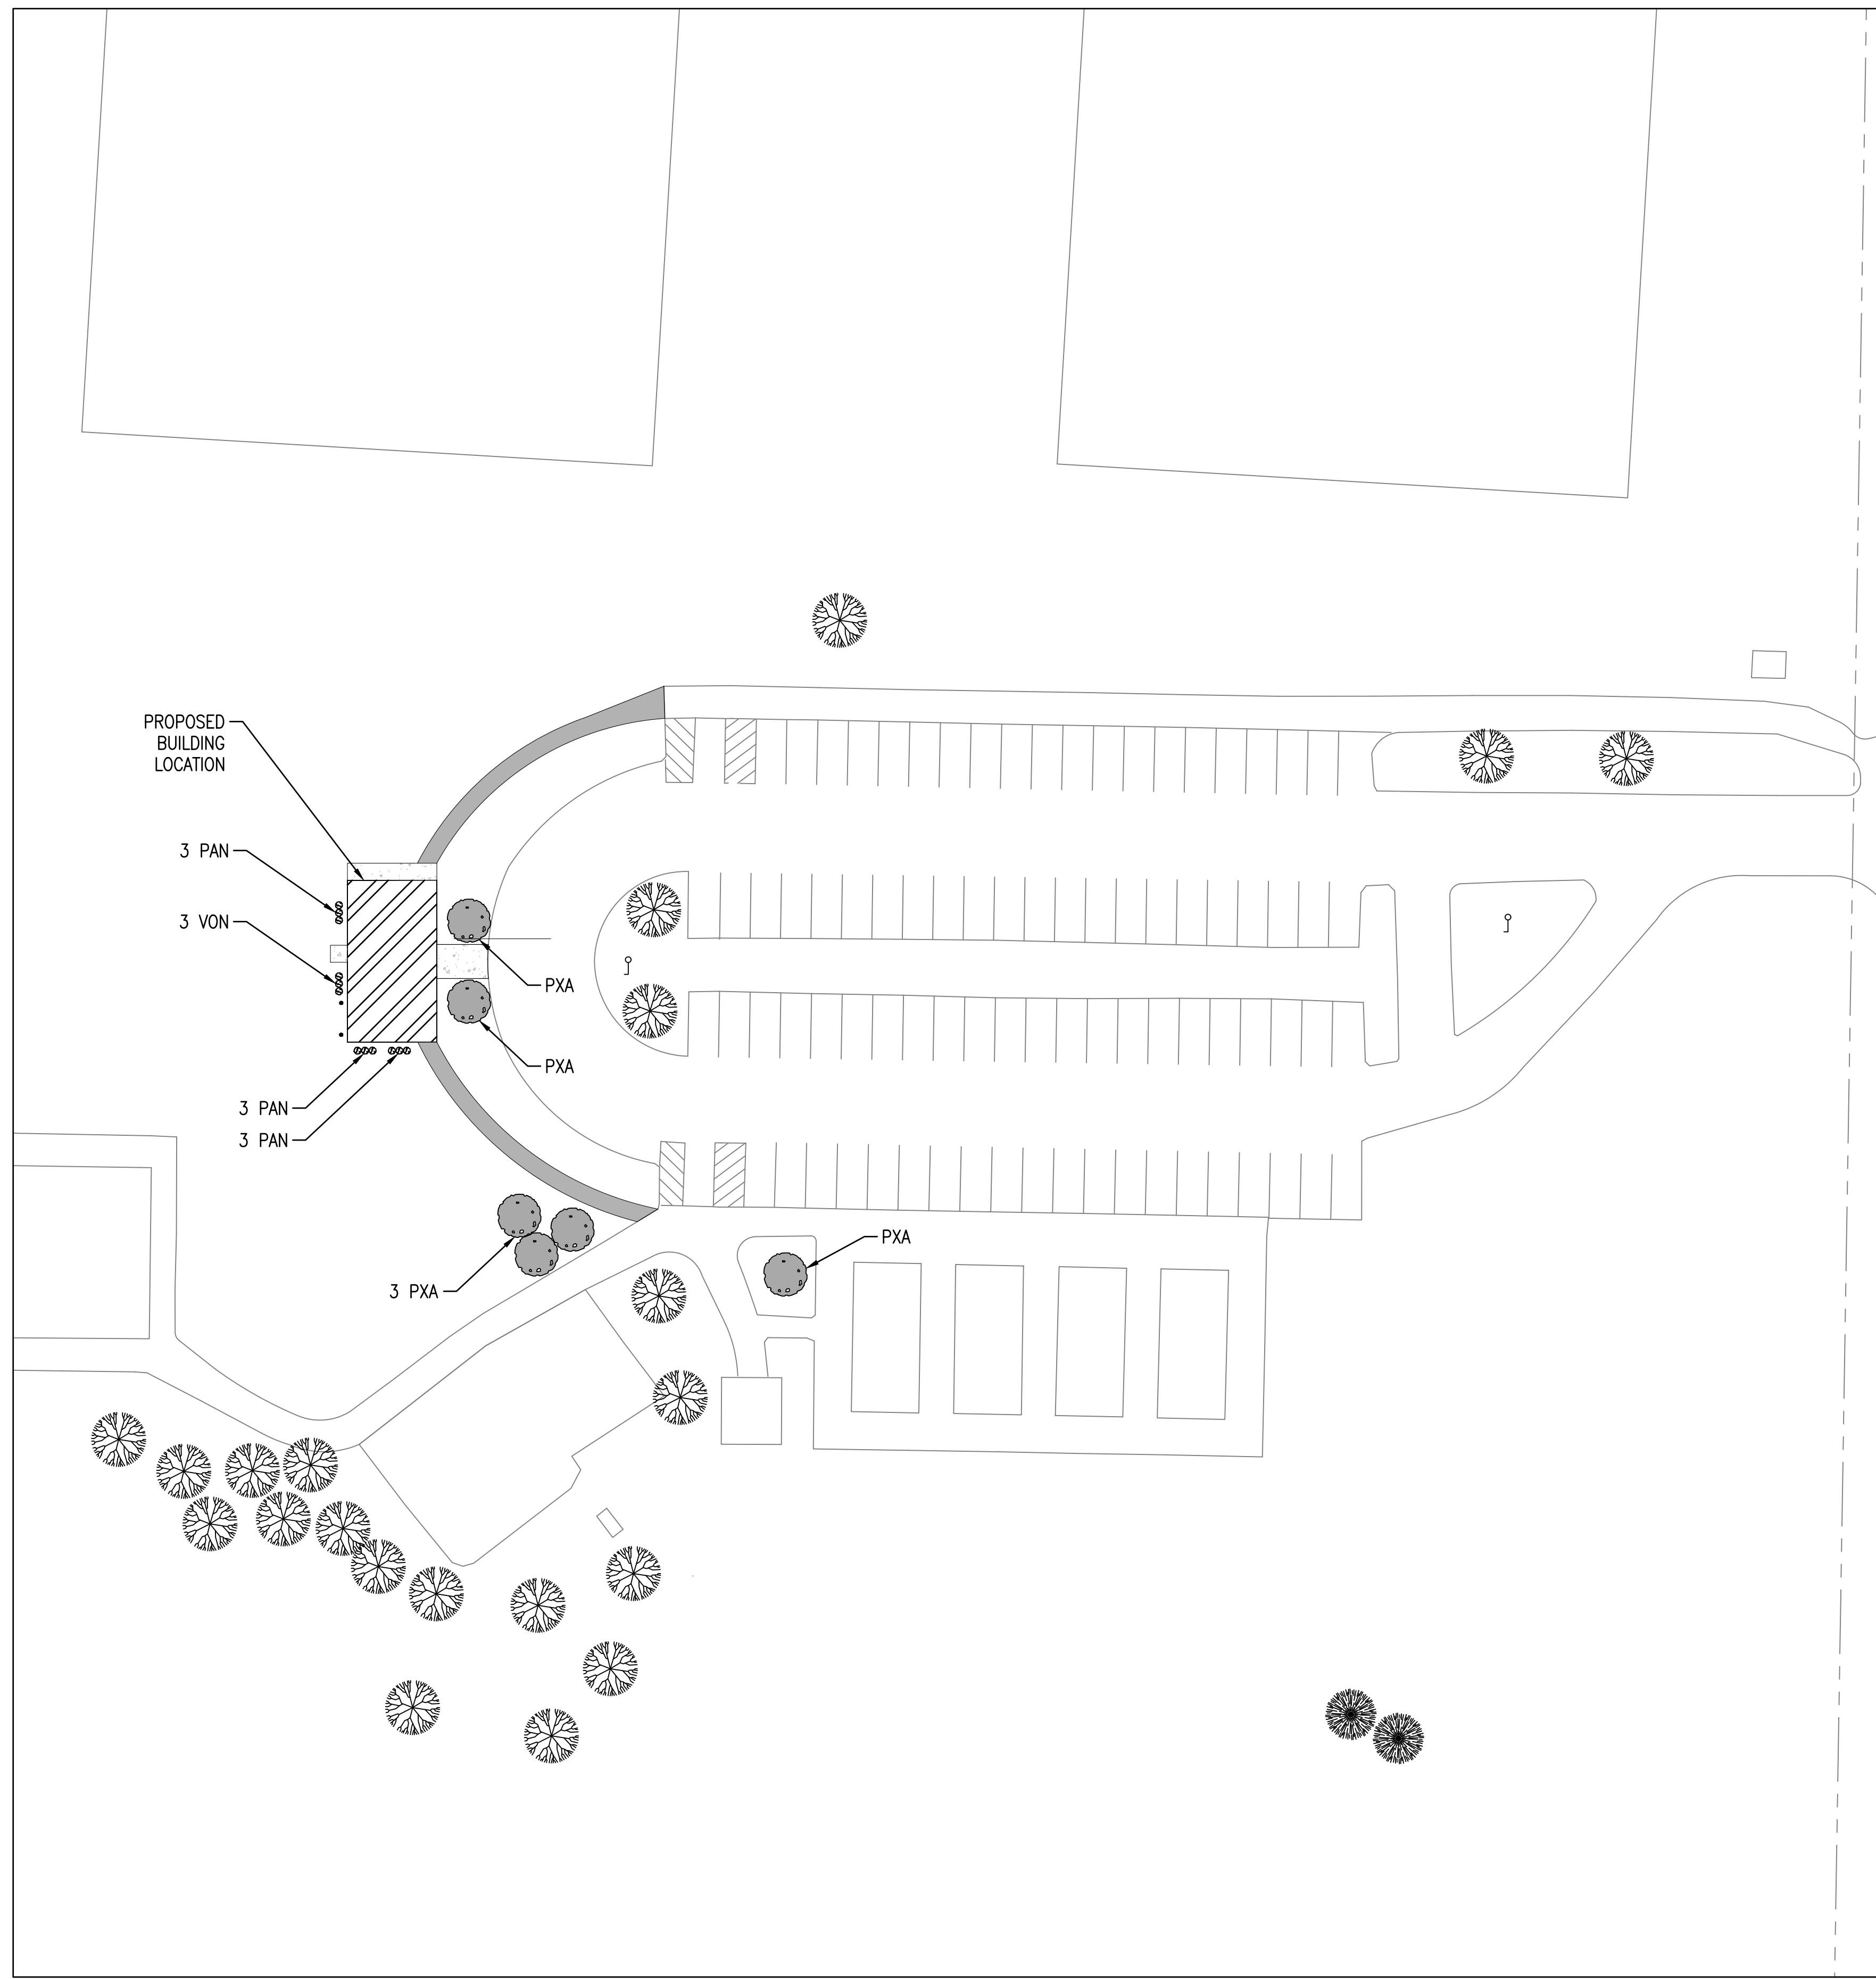 PROPOSED
BUILDING
LOCATION
3 PAN
3 VON
PXA
PXA
3 PAN
3 PAN
PXA
3 PXA